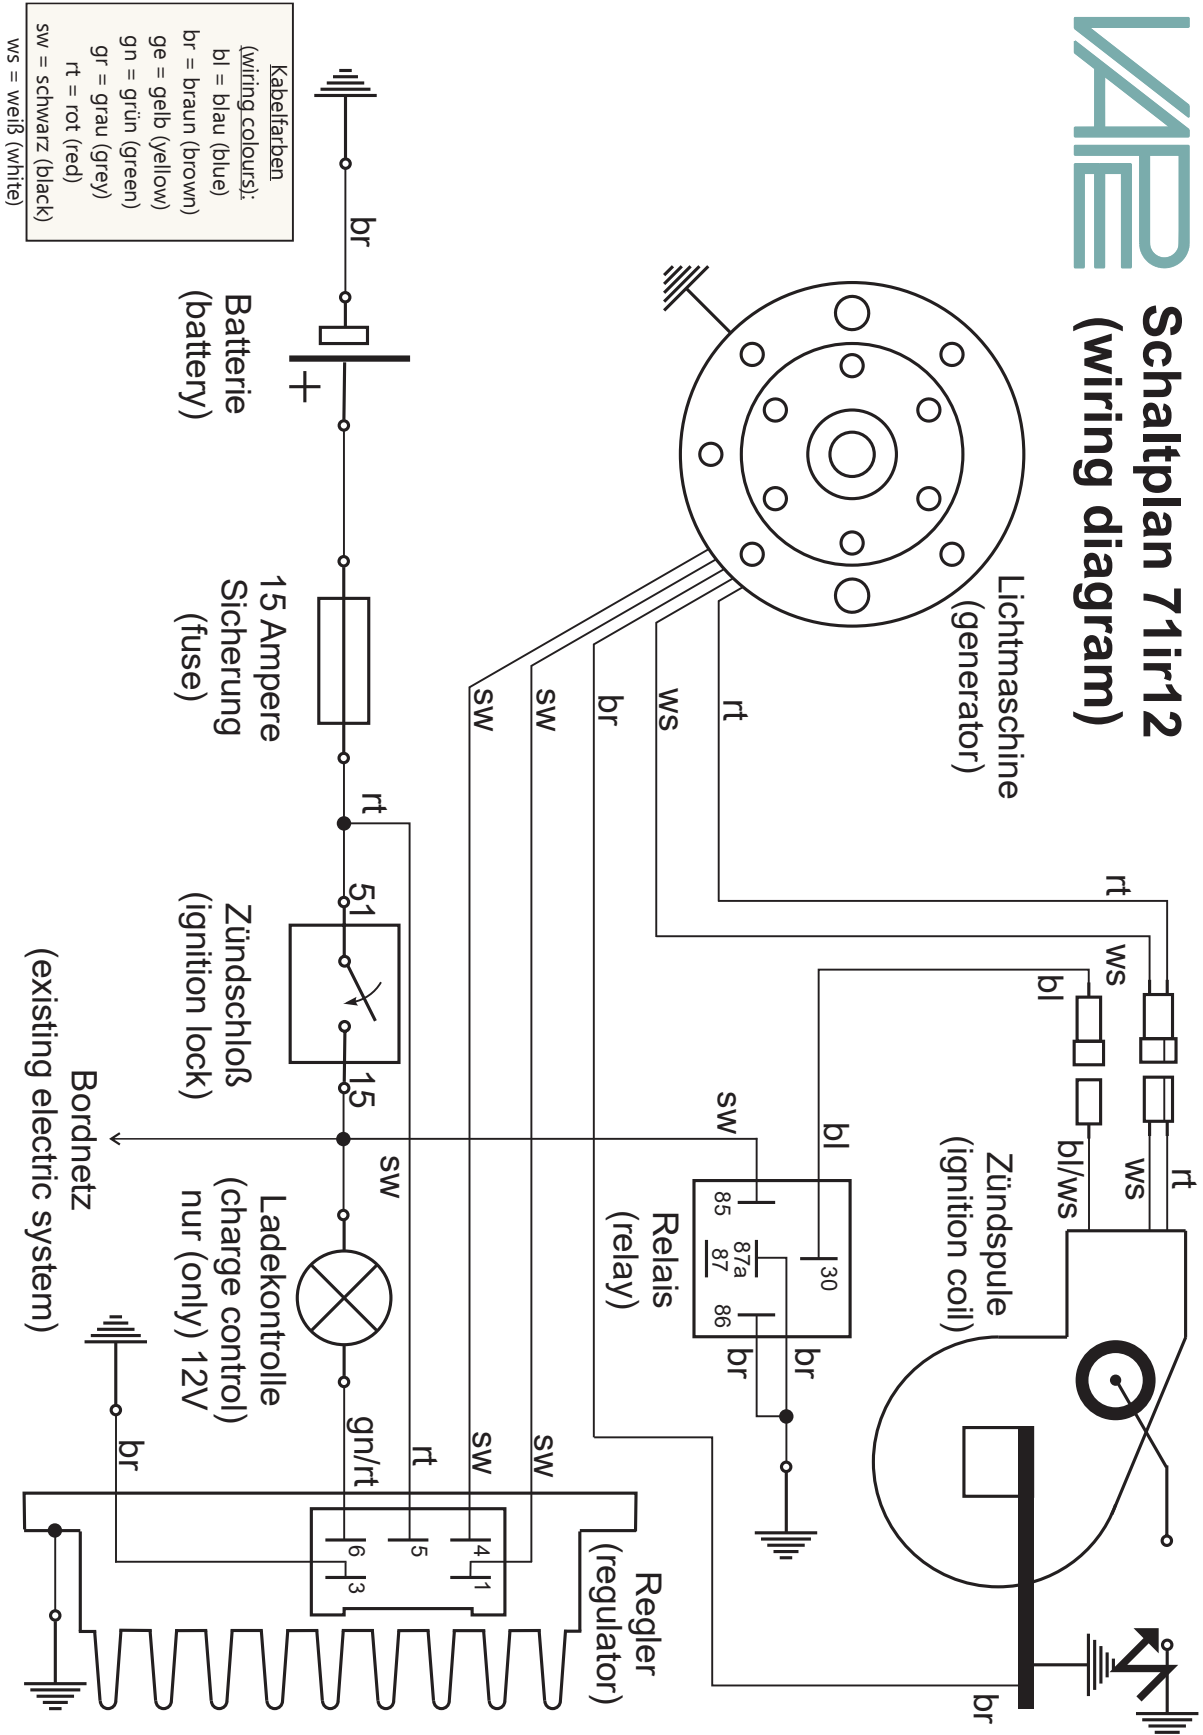 VAPE
Schaltplan 71ir12
(wiring diagram)
Lichtmaschine
(generator)
rt
ws
br
sw
sw
rt
ws
bl
rt
ws
bl/ws
Zündspule
(ignition coil)
br
bl
sw
30
85
87a
87
86
Relais
(relay)
br
br
sw
sw
rt
gn/rt
br
4
1
5
6
3
Regler
(regulator)
br
Batterie
(battery)
+
15 Ampere
Sicherung
(fuse)
rt
51
15
Zündschloß
(ignition lock)
sw
Ladekontrolle
(charge control)
nur (only) 12V
Bordnetz
(existing electric system)
Kabelfarben
(wiring colours):
bl = blau (blue)
br = braun (brown)
ge = gelb (yellow)
gn = grün (green)
gr = grau (grey)
rt = rot (red)
sw = schwarz (black)
ws = weiß (white)